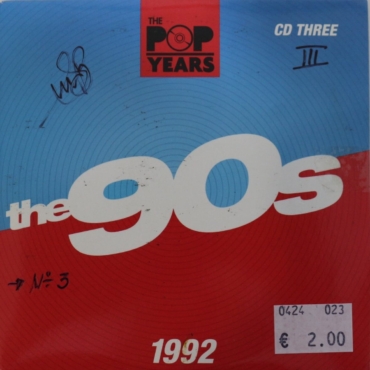 THE
POP
YEARS
CD THREE
III
the 90s
→ Nº 3
0424 023
€ 2.00
1992